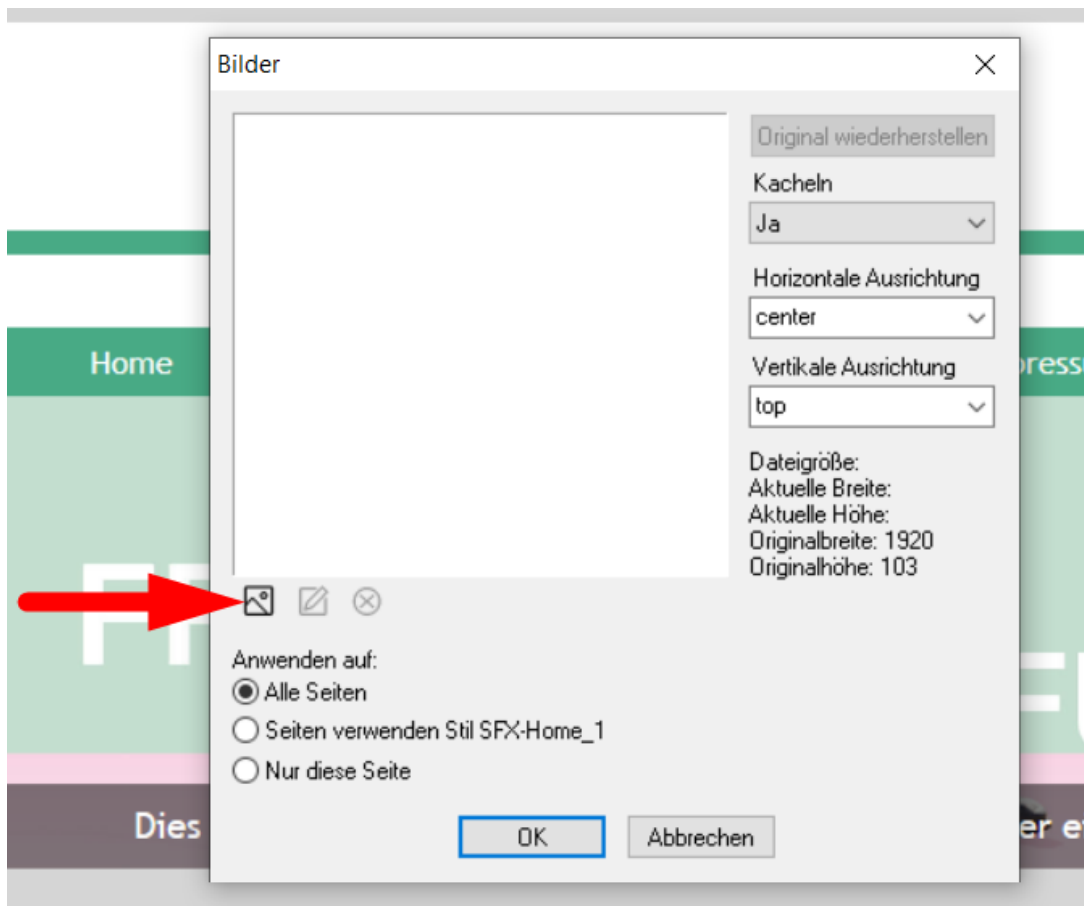 Bilder
Original wiederherstellen
Kacheln
Ja
Horizontale Ausrichtung
center
Home
Vertikale Ausrichtung
top
Dateigröße:
Aktuelle Breite:
Aktuelle Höhe:
Originalbreite: 1920
Originalhöhe: 103
Anwenden auf:
Alle Seiten
Seiten verwenden Stil SFX-Home_1
Nur diese Seite
Dies
OK
Abbrechen